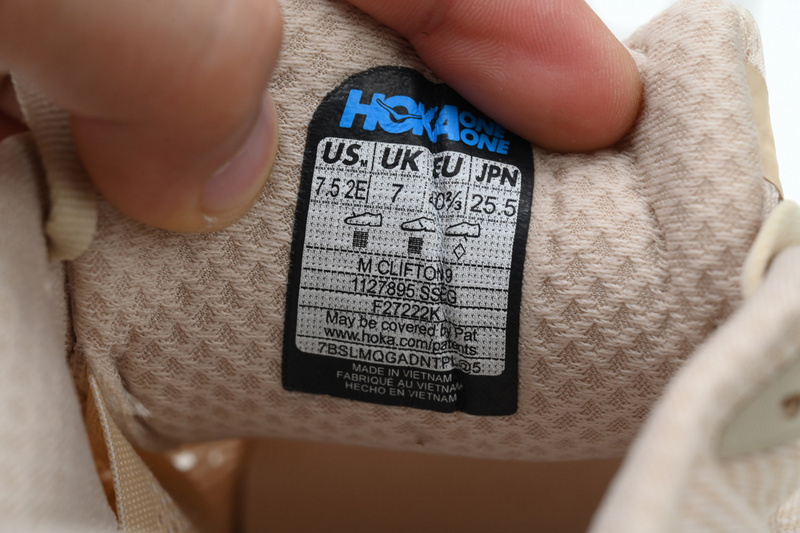 HOKA ONE ONE
US M UK EU JPN
7.5 2E 7 40⅔ 25.5
M CLIFTON 9
1127895 SSEG
F27222K
May be covered by Pat
www.hoka.com/patents
MADE IN VIETNAM
FABRIQUÉ AU VIETNAM
HECHO EN VIETNAM